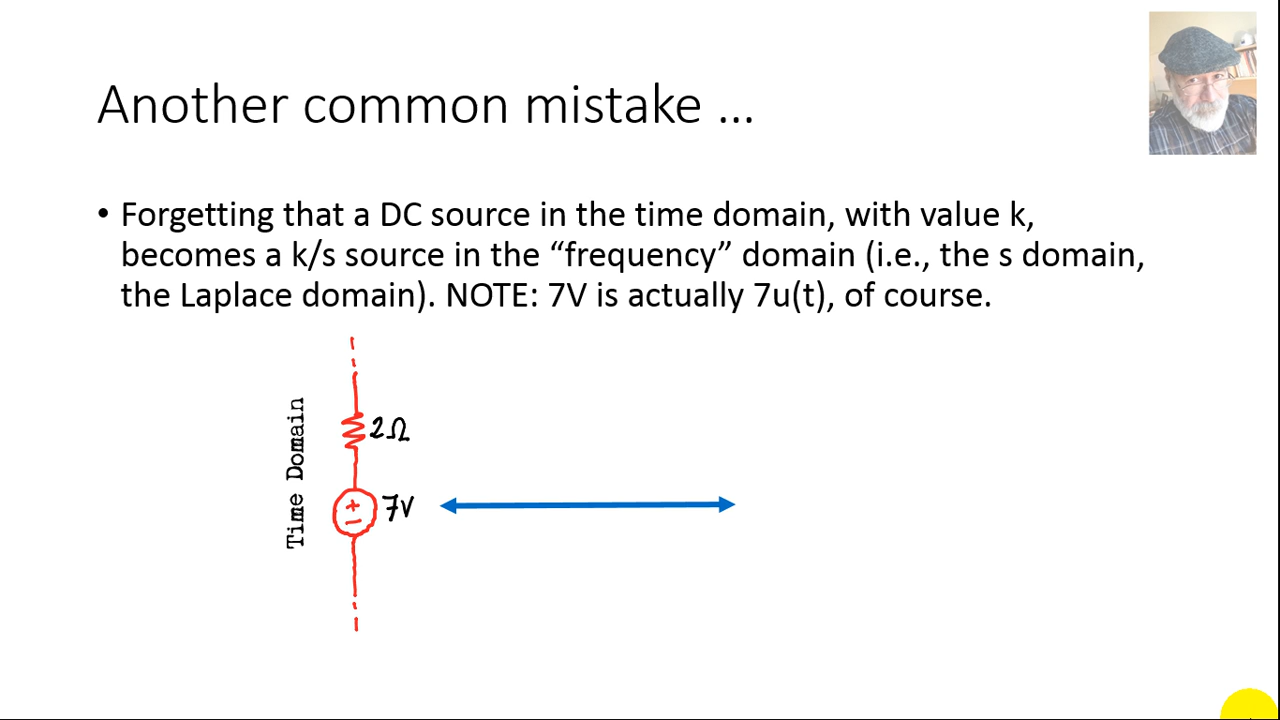 Another common mistake ...
• Forgetting that a DC source in the time domain, with value k,
becomes a k/s source in the “frequency” domain (i.e., the s domain,
the Laplace domain). NOTE: 7V is actually 7u(t), of course.
Time Domain
2Ω
+
−
7V